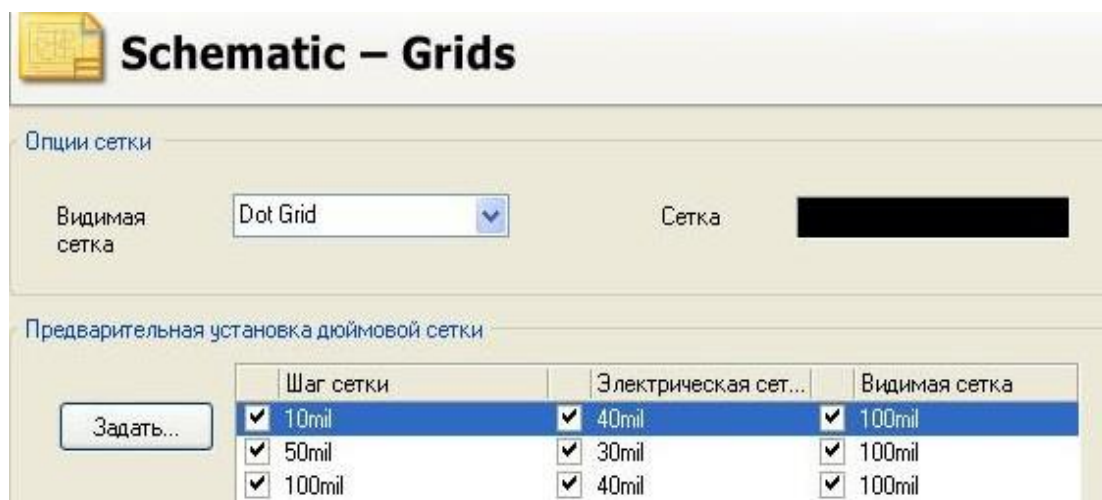 Schematic – Grids
Опции сетки
Видимая сетка
Dot Grid
Сетка
Предварительная установка дюймовой сетки
Задать...
Шаг сетки Электрическая сет... Видимая сетка
10mil 40mil 100mil
50mil 30mil 100mil
100mil 40mil 100mil